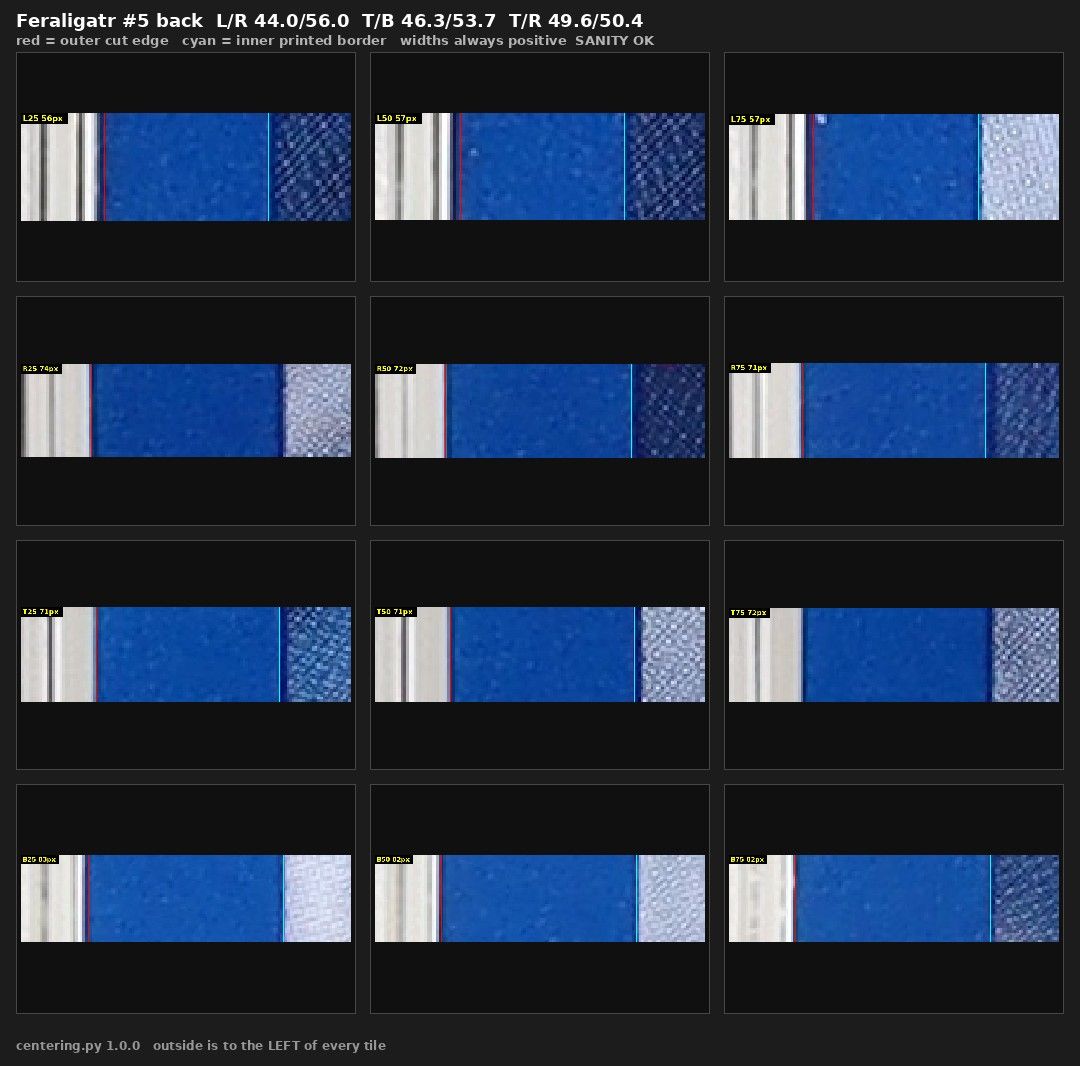 Feraligatr #5 back  L/R 44.0/56.0  T/B 46.3/53.7  T/R 49.6/50.4
red = outer cut edge   cyan = inner printed border   widths always positive  SANITY OK
L25 56px
L50 57px
L75 57px
R25 74px
R50 72px
R75 71px
T25 71px
T50 71px
T75 72px
B25 83px
B50 82px
B75 82px
centering.py 1.0.0   outside is to the LEFT of every tile